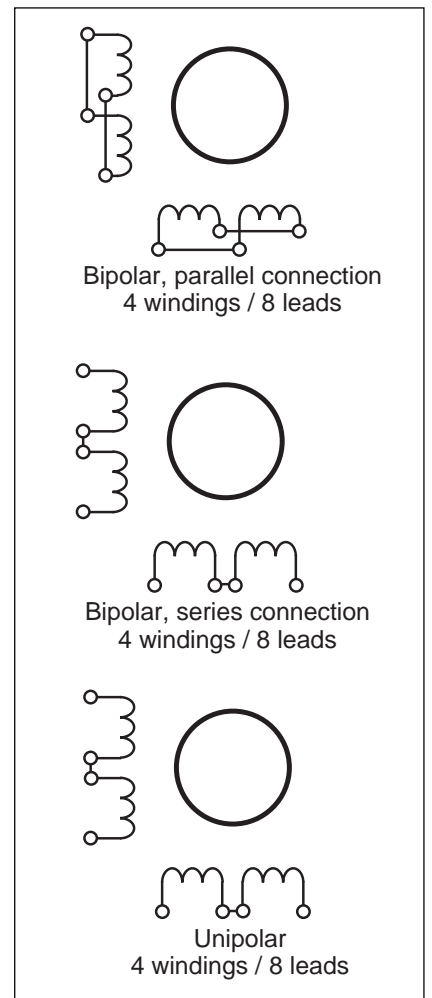 Bipolar, parallel connection
4 windings / 8 leads
Bipolar, series connection
4 windings / 8 leads
Unipolar
4 windings / 8 leads